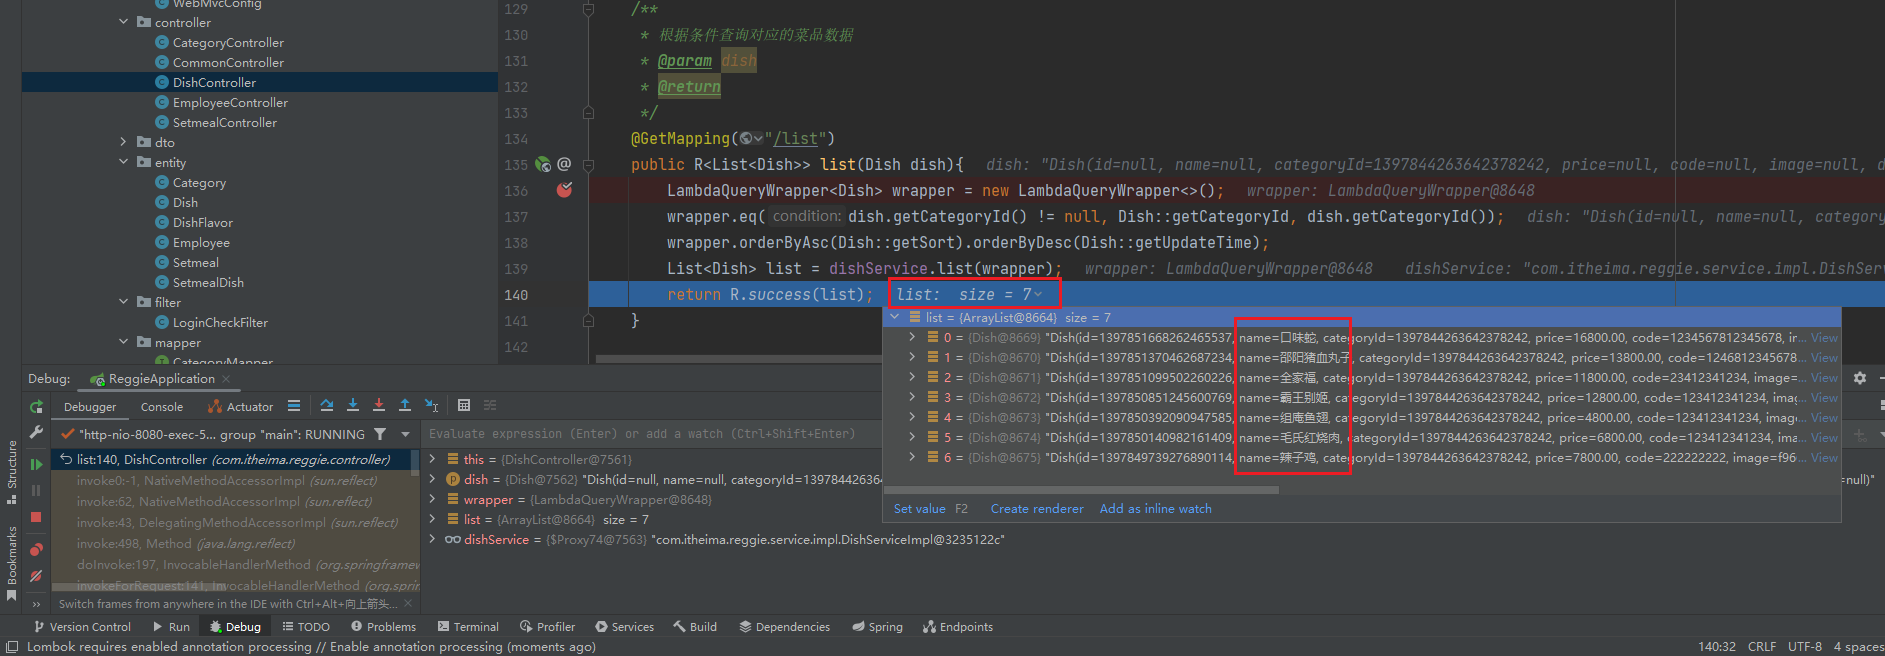 WebMvcConfig
controller
CategoryController
CommonController
DishController
EmployeeController
SetmealController
dto
entity
Category
Dish
DishFlavor
Employee
Setmeal
SetmealDish
filter
LoginCheckFilter
mapper
CategoryMapper
129 /**
130 * 根据条件查询对应的菜品数据
131 * @param dish
132 * @return
133 */
134 @GetMapping("/list")
135 public R<List<Dish>> list(Dish dish){ dish: "Dish(id=null, name=null, categoryId=1397844263642378242, price=null, code=null, image=null, d
136 LambdaQueryWrapper<Dish> wrapper = new LambdaQueryWrapper<>(); wrapper: LambdaQueryWrapper@8648
137 wrapper.eq( condition: dish.getCategoryId() != null, Dish::getCategoryId, dish.getCategoryId()); dish: "Dish(id=null, name=null, category
138 wrapper.orderByAsc(Dish::getSort).orderByDesc(Dish::getUpdateTime);
139 List<Dish> list = dishService.list(wrapper); wrapper: LambdaQueryWrapper@8648 dishService: "com.itheima.reggie.service.impl.DishServ
140 return R.success(list); list: size = 7
141 }
142
list = {ArrayList@8664} size = 7
0 = {Dish@8669} "Dish(id=1397851668262465537, name=口味蛇, categoryId=1397844263642378242, price=16800.00, code=1234567812345678, i... View
1 = {Dish@8670} "Dish(id=1397851370462687234, name=邵阳猪血丸子, categoryId=1397844263642378242, price=13800.00, code=1246812345678... View
2 = {Dish@8671} "Dish(id=1397851099502260226, name=全家福, categoryId=1397844263642378242, price=11800.00, code=23412341234, image=... View
3 = {Dish@8672} "Dish(id=1397850851245600769, name=霸王别姬, categoryId=1397844263642378242, price=12800.00, code=123412341234, imag... View
4 = {Dish@8673} "Dish(id=1397850392090947585, name=组庵鱼翅, categoryId=1397844263642378242, price=4800.00, code=123412341234, imag... View
5 = {Dish@8674} "Dish(id=1397850140982161409, name=毛氏红烧肉, categoryId=1397844263642378242, price=6800.00, code=123412341234, im... View
6 = {Dish@8675} "Dish(id=1397849739276890114, name=辣子鸡, categoryId=1397844263642378242, price=7800.00, code=222222222, image=f96... View
Set value F2 Create renderer Add as inline watch
Debug: ReggieApplication
Debugger Console Actuator
"http-nio-8080-exec-5... group "main": RUNNING
Evaluate expression (Enter) or add a watch (Ctrl+Shift+Enter)
list:140, DishController (com.itheima.reggie.controller)
invoke0:-1, NativeMethodAccessorImpl (sun.reflect)
invoke:62, NativeMethodAccessorImpl (sun.reflect)
invoke:43, DelegatingMethodAccessorImpl (sun.reflect)
invoke:498, Method (java.lang.reflect)
doInvoke:197, InvocableHandlerMethod (org.springframew
invokeForRequest:141, InvocableHandlerMethod (org.spri
Switch frames from anywhere in the IDE with Ctrl+Alt+向上箭头...
this = {DishController@7561}
dish = {Dish@7562} "Dish(id=null, name=null, categoryId=13978442636 =null)"
wrapper = {LambdaQueryWrapper@8648}
list = {ArrayList@8664} size = 7
dishService = {$Proxy74@7563} "com.itheima.reggie.service.impl.DishServiceImpl@3235122c"
Structure
Bookmarks
Version Control Run Debug TODO Problems Terminal Profiler Services Build Dependencies Spring Endpoints
Lombok requires enabled annotation processing // Enable annotation processing (moments ago) 140:32 CRLF UTF-8 4 spaces